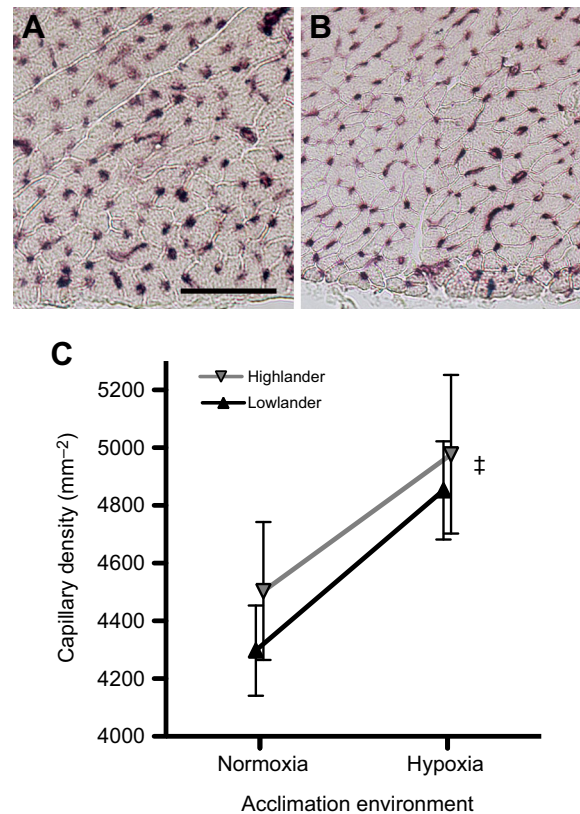 A
B
C
Highlander
Lowlander
5200
5000
4800
4600
4400
4200
4000
Capillary density (mm⁻²)
‡
Normoxia
Hypoxia
Acclimation environment